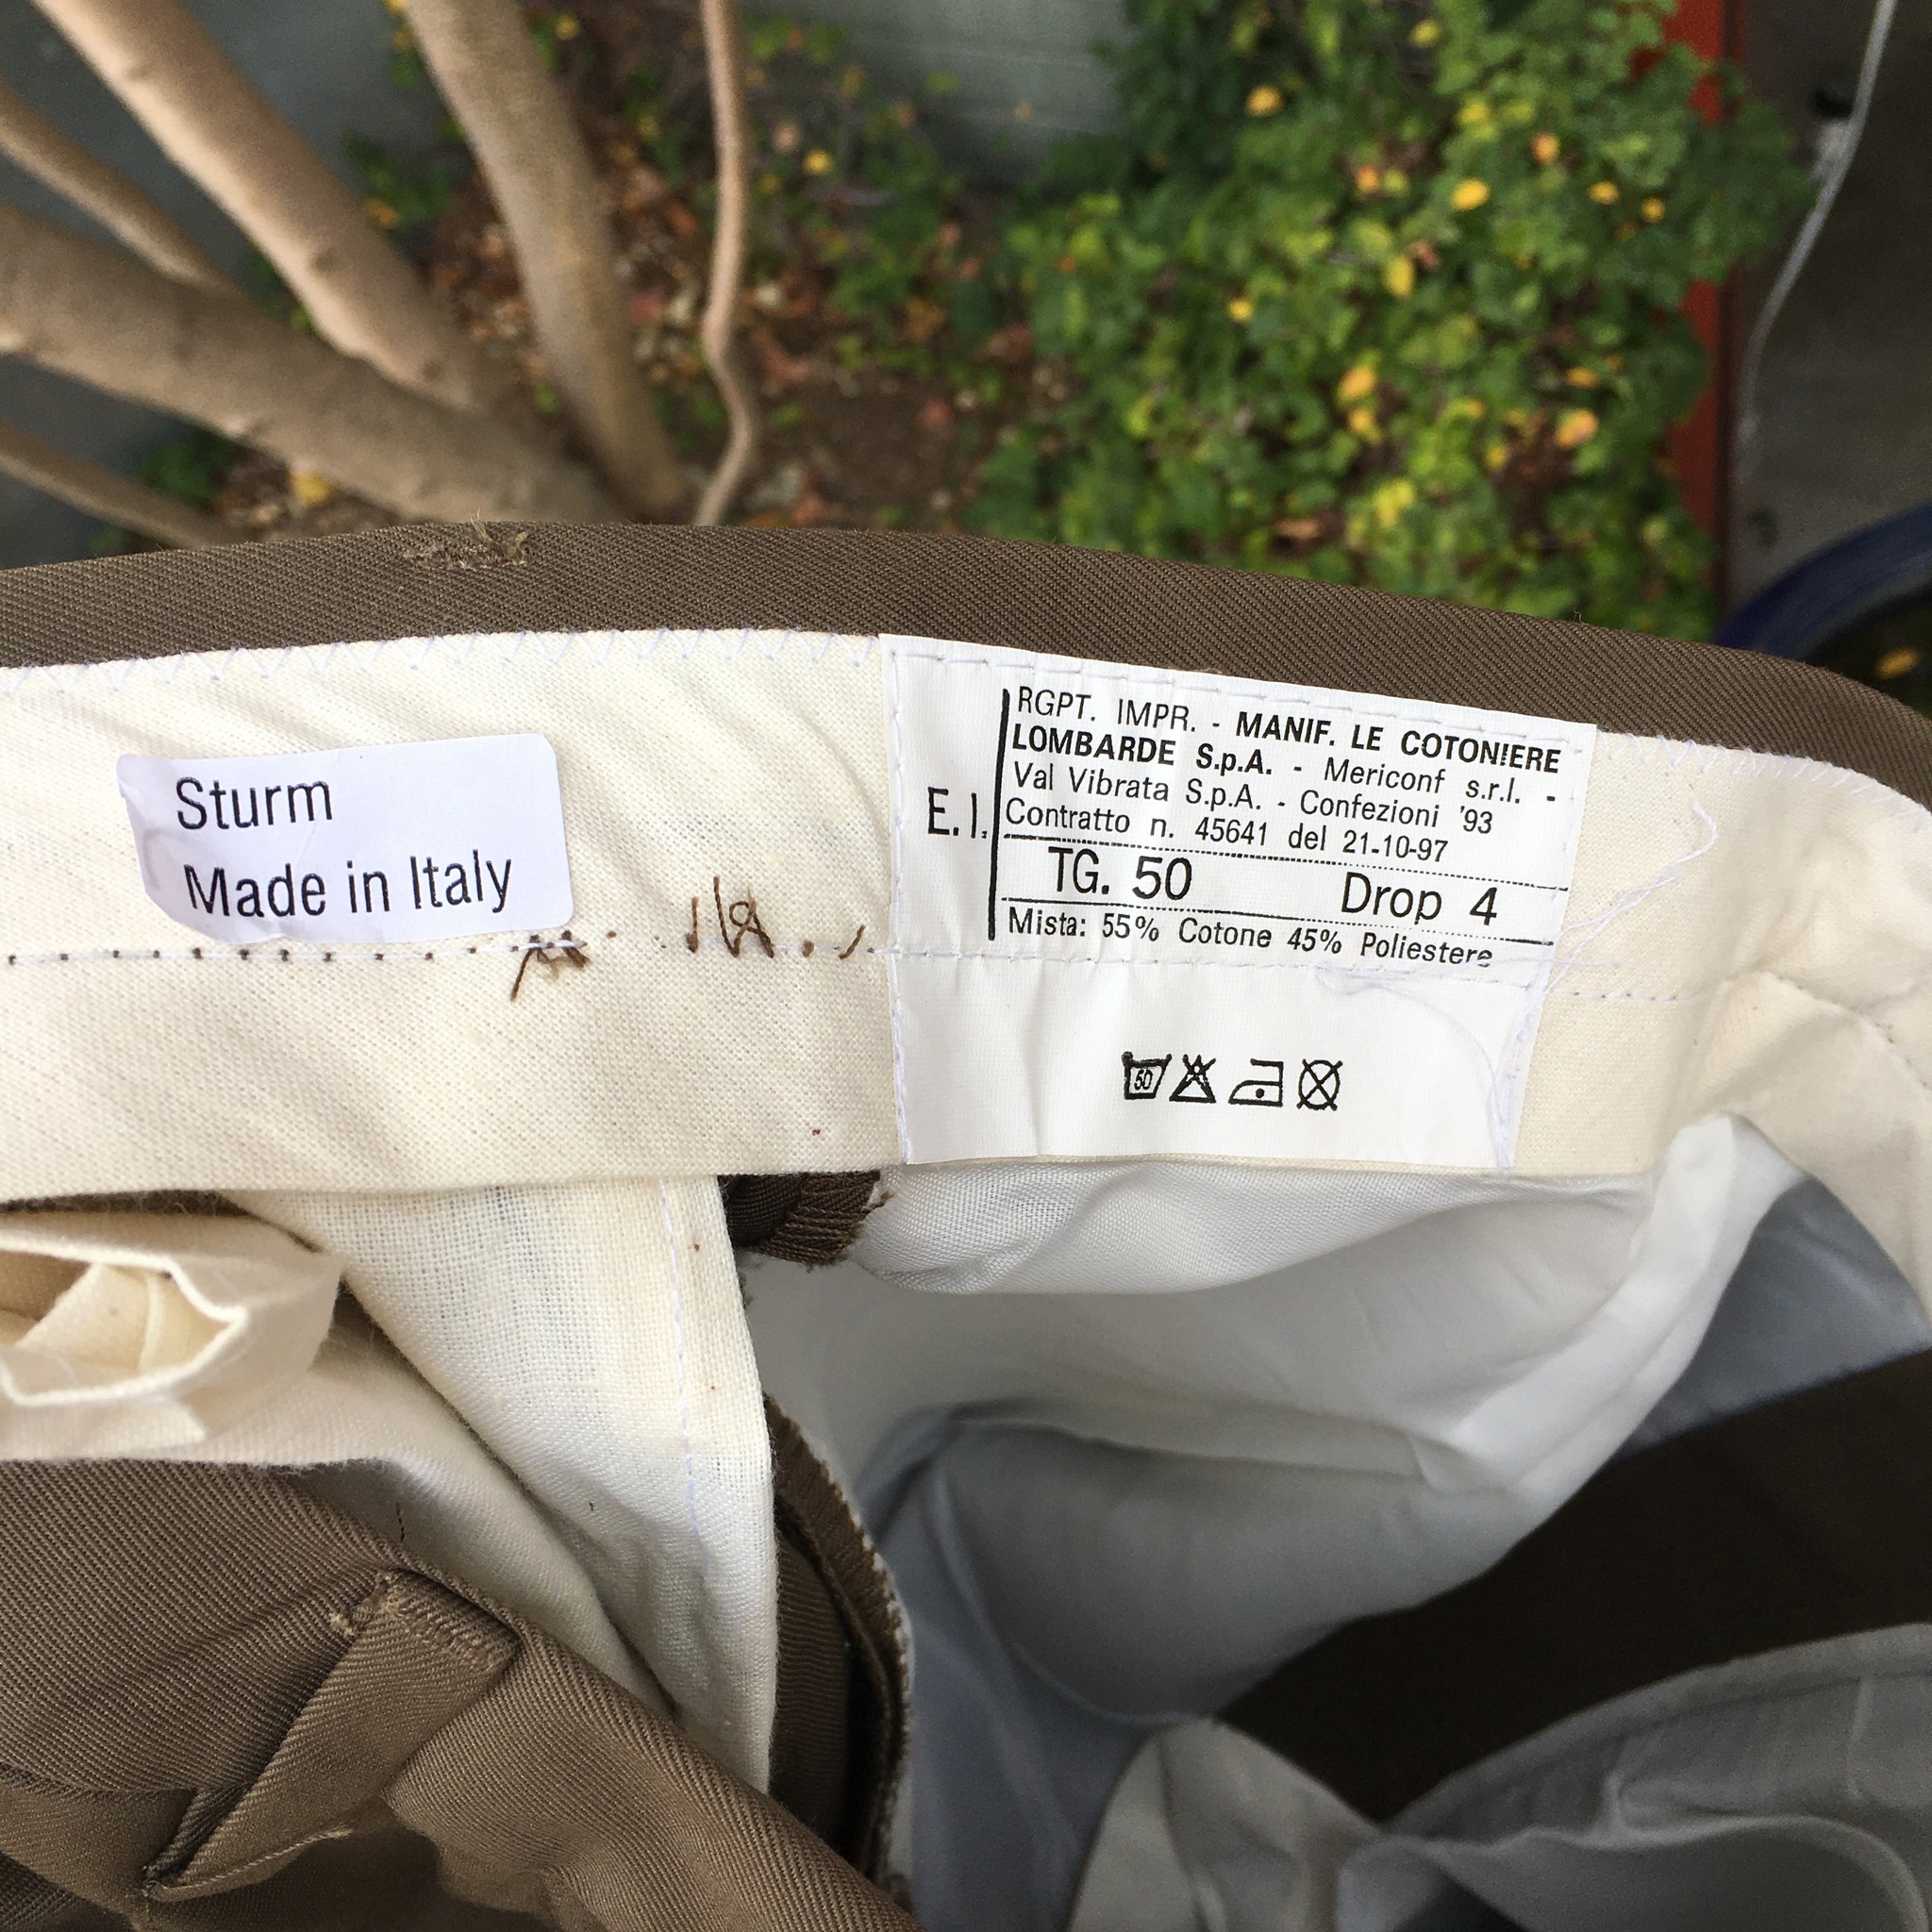 Sturm
Made in Italy
E.I.
RGPT. IMPR. - MANIF. LE COTONIERE
LOMBARDE S.p.A. - Mericonf s.r.l. -
Val Vibrata S.p.A. - Confezioni '93
Contratto n. 45641 del 21-10-97
TG. 50 Drop 4
Mista: 55% Cotone 45% Poliestere
50